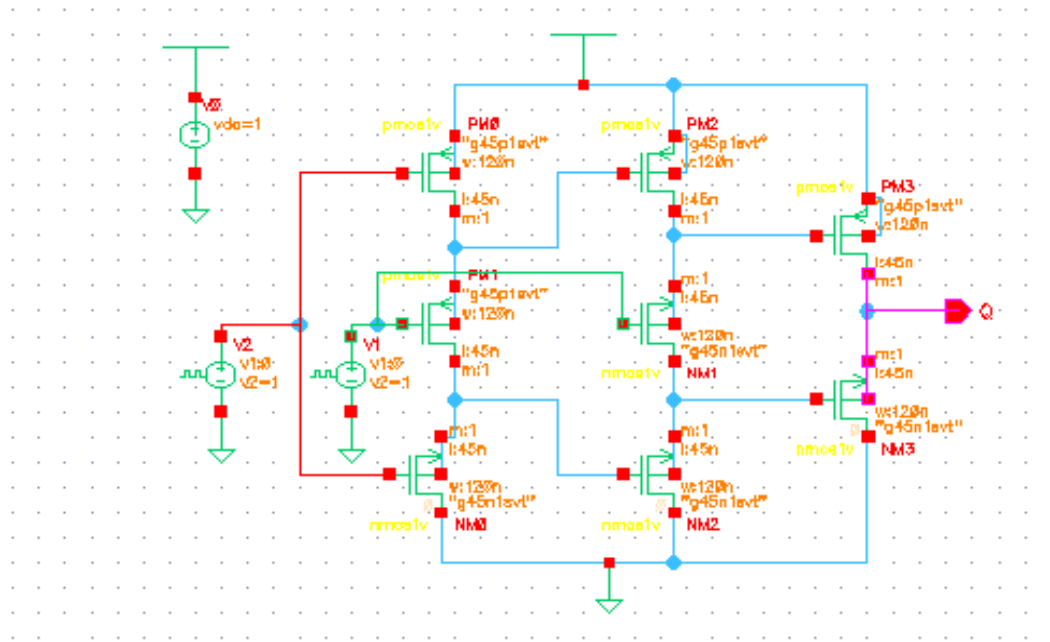 V0
vdc=1
pmos1v
PM0
"g45p1svt"
w:120n
l:45n
m:1
pmos1v
PM2
"g45p1svt"
w:120n
l:45n
m:1
pmos1v
PM3
"g45p1svt"
w:120n
l:45n
m:1
pmos1v
PM1
"g45p1svt"
w:120n
l:45n
m:1
m:1
l:45n
w:120n
"g45n1svt"
nmos1v
NM1
V2
v1:0
v2=1
V1
v1:0
v2=1
Q
m:1
l:45n
w:120n
"g45n1svt"
nmos1v
NM3
m:1
l:45n
w:120n
"g45n1svt"
nmos1v
NM0
m:1
l:45n
w:120n
"g45n1svt"
nmos1v
NM2